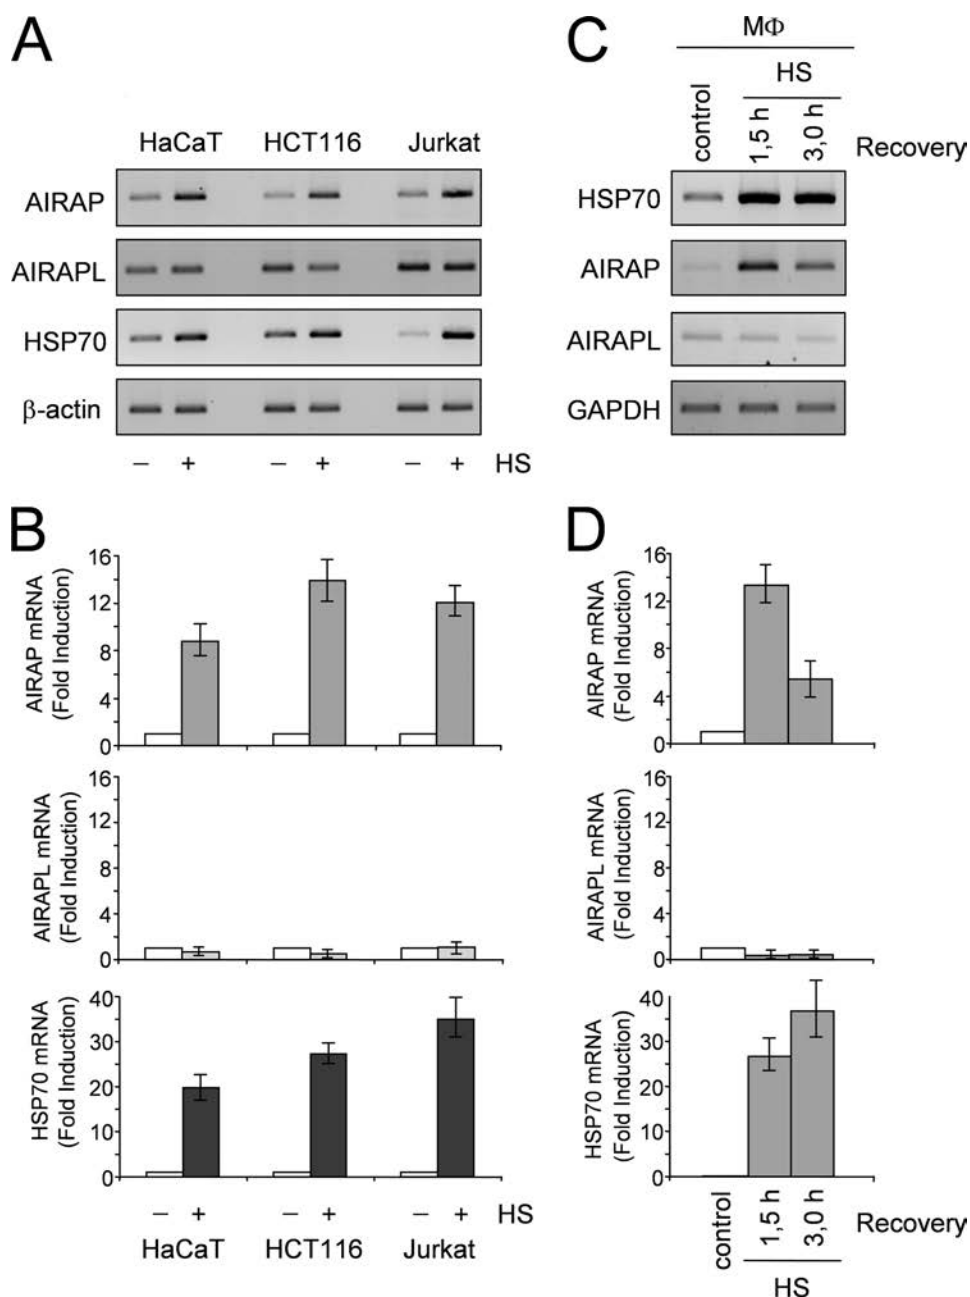 A
HaCaT HCT116 Jurkat
AIRAP
AIRAPL
HSP70
β-actin
– + – + – + HS
C
MΦ
HS
control 1,5 h 3,0 h Recovery
HSP70
AIRAP
AIRAPL
GAPDH
B
AIRAP mRNA
(Fold Induction)
16
12
8
4
0
AIRAPL mRNA
(Fold Induction)
16
12
8
4
0
HSP70 mRNA
(Fold Induction)
40
30
20
10
0
– + – + – + HS
HaCaT HCT116 Jurkat
D
AIRAP mRNA
(Fold Induction)
16
12
8
4
0
AIRAPL mRNA
(Fold Induction)
16
12
8
4
0
HSP70 mRNA
(Fold Induction)
40
30
20
10
0
control 1,5 h 3,0 h Recovery
HS